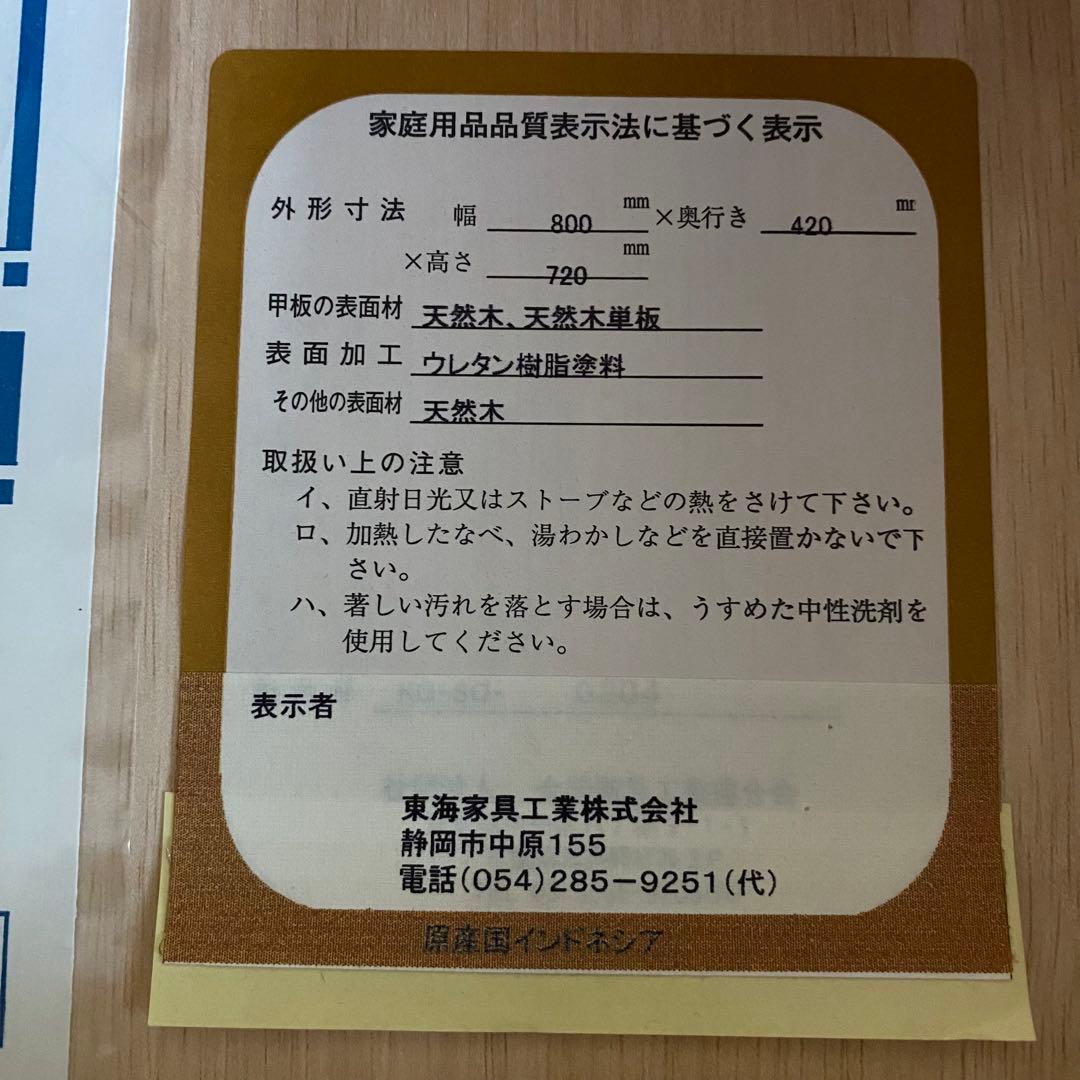 家庭用品品質表示法に基づく表示
外形寸法 幅 800 mm ×奥行き 420 mm
×高さ 720 mm
甲板の表面材 天然木、天然木単板
表面加工 ウレタン樹脂塗料
その他の表面材 天然木
取扱い上の注意
イ、直射日光又はストーブなどの熱をさけて下さい。
ロ、加熱したなべ、湯わかしなどを直接置かないで下
さい。
ハ、著しい汚れを落とす場合は、うすめた中性洗剤を
使用してください。
表示者
東海家具工業株式会社
静岡市中原155
電話(054)285-9251(代)
原産国インドネシア